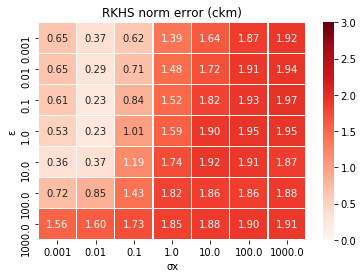 RKHS norm error (ckm)
0.001 0.65 0.37 0.62 1.39 1.64 1.87 1.92
0.01 0.65 0.29 0.71 1.48 1.72 1.91 1.94
0.1 0.61 0.23 0.84 1.52 1.82 1.93 1.97
1.0 0.53 0.23 1.01 1.59 1.90 1.95 1.95
10.0 0.36 0.37 1.19 1.74 1.92 1.91 1.87
100.0 0.72 0.85 1.43 1.82 1.86 1.86 1.88
1000.0 1.56 1.60 1.73 1.85 1.88 1.90 1.91
0.001 0.01 0.1 1.0 10.0 100.0 1000.0
σx
ε
3.0
2.5
2.0
1.5
1.0
0.5
0.0